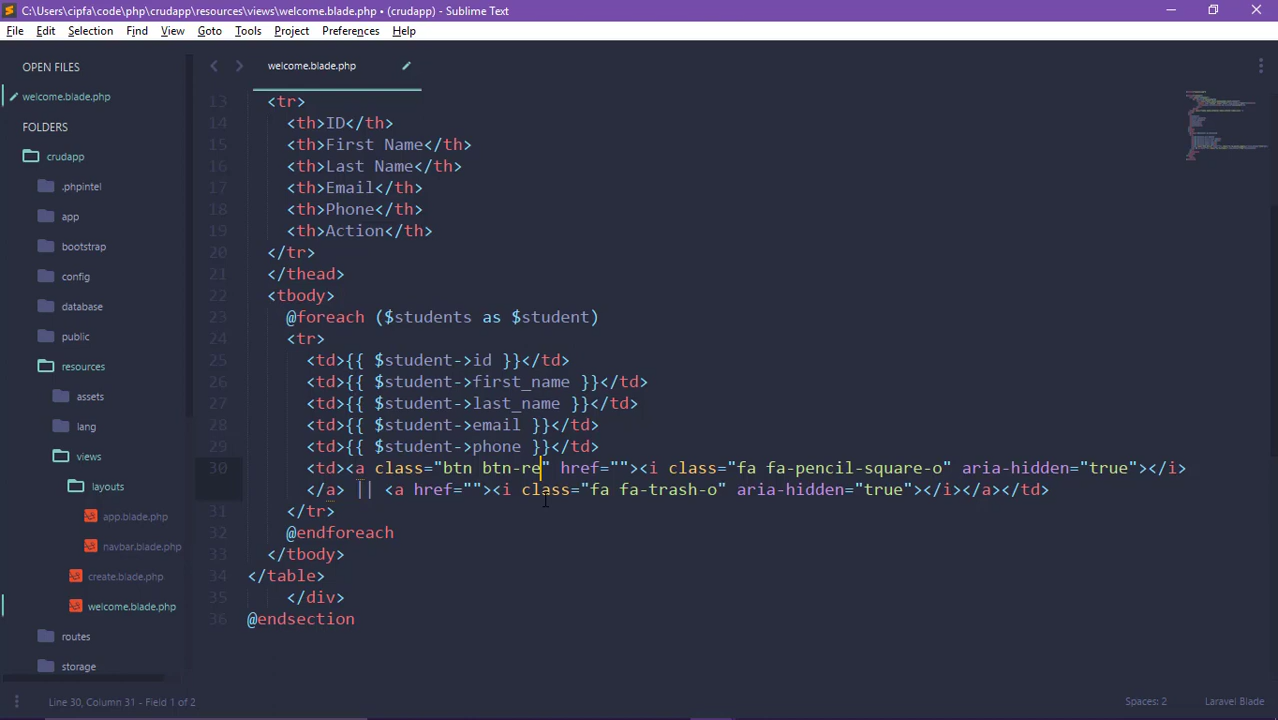 C:\Users\cipfa\code\php\crudapp\resources\views\welcome.blade.php • (crudapp) - Sublime Text
File Edit Selection Find View Goto Tools Project Preferences Help
OPEN FILES
welcome.blade.php
FOLDERS
crudapp
.phpintel
app
bootstrap
config
database
public
resources
assets
lang
views
layouts
app.blade.php
navbar.blade.php
create.blade.php
welcome.blade.php
routes
storage
welcome.blade.php
13 <tr>
14 <th>ID</th>
15 <th>First Name</th>
16 <th>Last Name</th>
17 <th>Email</th>
18 <th>Phone</th>
19 <th>Action</th>
20 </tr>
21 </thead>
22 <tbody>
23 @foreach ($students as $student)
24 <tr>
25 <td>{{ $student->id }}</td>
26 <td>{{ $student->first_name }}</td>
27 <td>{{ $student->last_name }}</td>
28 <td>{{ $student->email }}</td>
29 <td>{{ $student->phone }}</td>
30 <td><a class="btn btn-re" href=""><i class="fa fa-pencil-square-o" aria-hidden="true"></i>
</a> || <a href=""><i class="fa fa-trash-o" aria-hidden="true"></i></a></td>
31 </tr>
32 @endforeach
33 </tbody>
34 </table>
35 </div>
36 @endsection
Line 30, Column 31 - Field 1 of 2
Spaces: 2
Laravel Blade